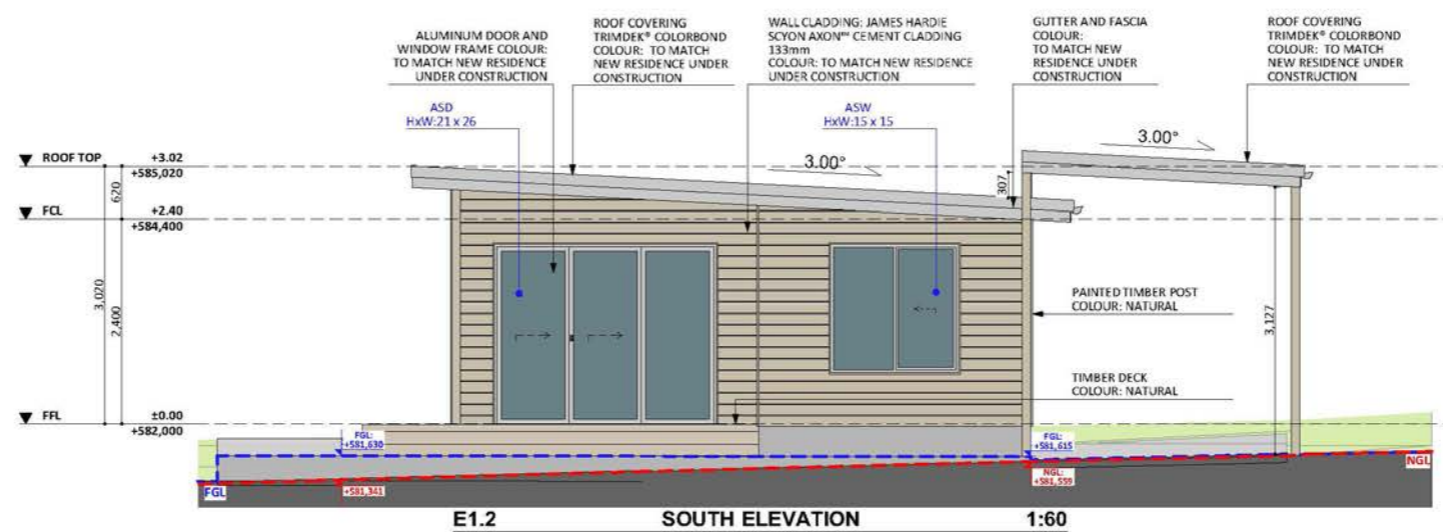 ALUMINUM DOOR AND
WINDOW FRAME COLOUR:
TO MATCH NEW RESIDENCE
UNDER CONSTRUCTION
ROOF COVERING
TRIMDEK® COLORBOND
COLOUR: TO MATCH
NEW RESIDENCE UNDER
CONSTRUCTION
WALL CLADDING: JAMES HARDIE
SCYON AXON™ CEMENT CLADDING
133mm
COLOUR: TO MATCH NEW RESIDENCE
UNDER CONSTRUCTION
GUTTER AND FASCIA
COLOUR:
TO MATCH NEW
RESIDENCE UNDER
CONSTRUCTION
ROOF COVERING
TRIMDEK® COLORBOND
COLOUR: TO MATCH
NEW RESIDENCE UNDER
CONSTRUCTION
ASD
HxW:21 x 26
ASW
HxW:15 x 15
3.00°
3.00°
ROOF TOP +3.02
+585,020
620
307
FCL +2.40
+584,400
3,020
2,400
3,127
PAINTED TIMBER POST
COLOUR: NATURAL
TIMBER DECK
COLOUR: NATURAL
FFL ±0.00
+582,000
FGL:
+581,630
FGL:
+581,615
FGL
+581,341
NGL:
+581,559
NGL
E1.2 SOUTH ELEVATION 1:60